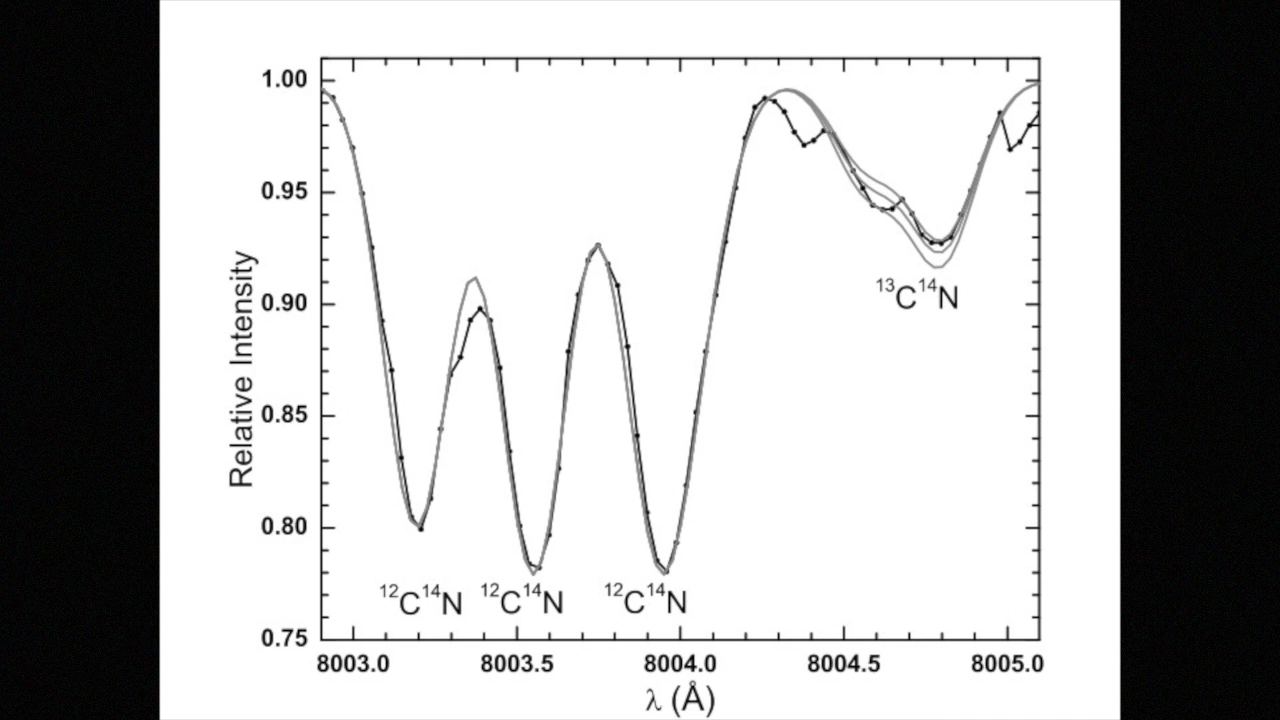 1.00
0.95
0.90
0.85
0.80
0.75
Relative Intensity
¹³C¹⁴N
¹²C¹⁴N ¹²C¹⁴N ¹²C¹⁴N
8003.0 8003.5 8004.0 8004.5 8005.0
λ (Å)